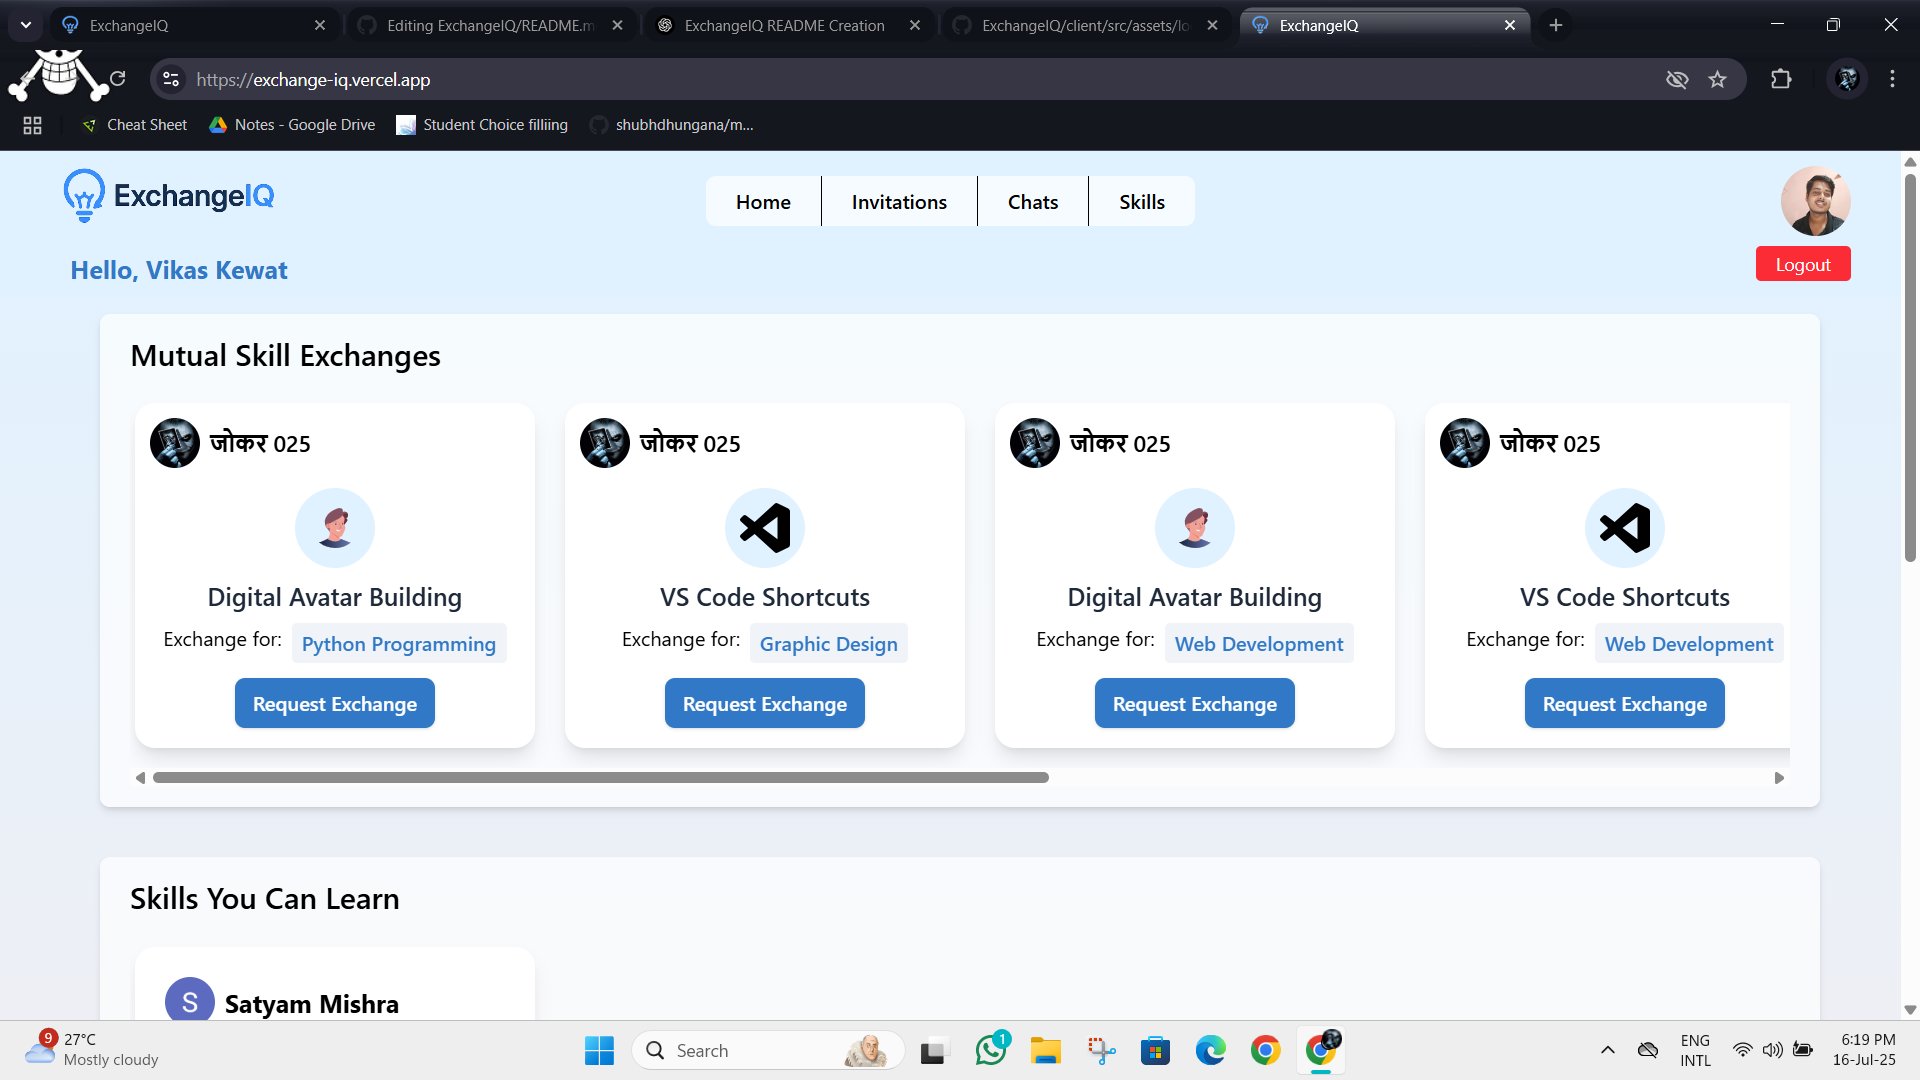 ExchangeIQ
Editing ExchangeIQ/README.m
ExchangeIQ README Creation
ExchangeIQ/client/src/assets/lo
ExchangeIQ
https://exchange-iq.vercel.app
Cheat Sheet
Notes - Google Drive
Student Choice filliing
shubhdhungana/m...
ExchangeIQ
Home
Invitations
Chats
Skills
Hello, Vikas Kewat
Logout
Mutual Skill Exchanges
जोकर 025
Digital Avatar Building
Exchange for: Python Programming
Request Exchange
जोकर 025
VS Code Shortcuts
Exchange for: Graphic Design
Request Exchange
जोकर 025
Digital Avatar Building
Exchange for: Web Development
Request Exchange
जोकर 025
VS Code Shortcuts
Exchange for: Web Development
Request Exchange
Skills You Can Learn
S
Satyam Mishra
9
27°C
Mostly cloudy
Search
1
ENG
INTL
6:19 PM
16-Jul-25